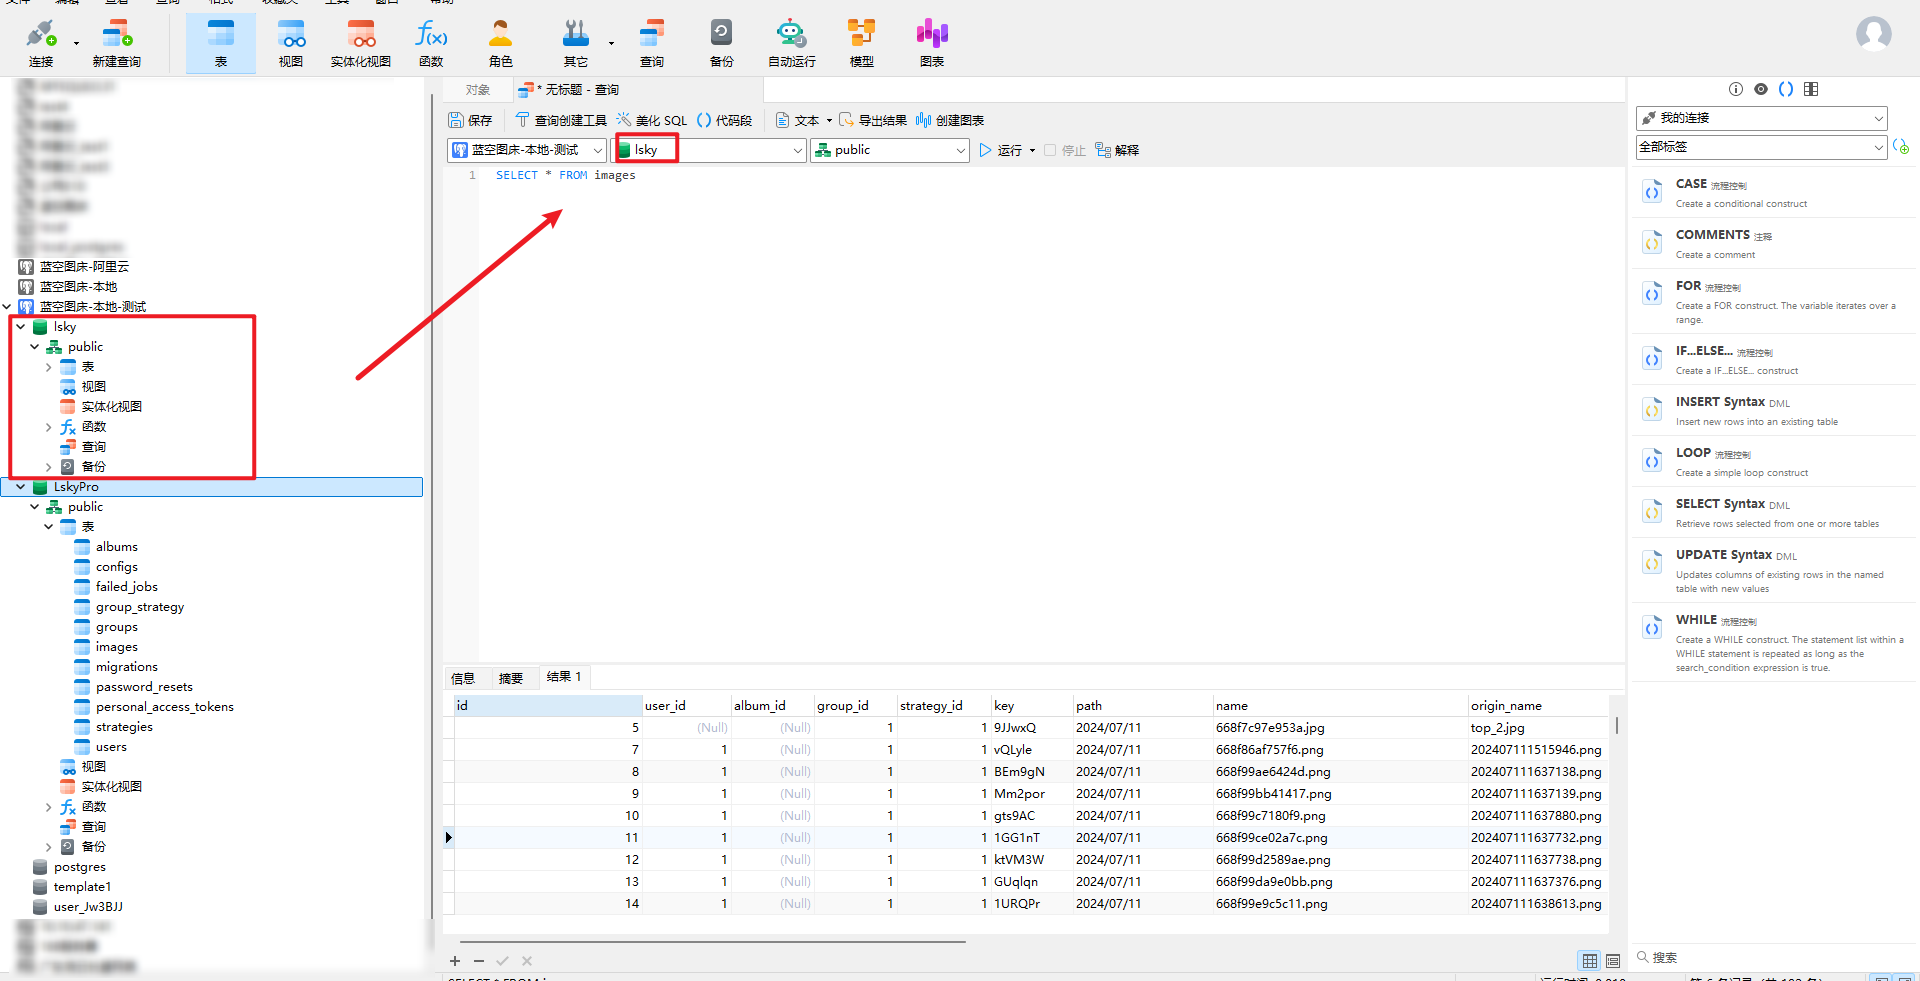 文件 编辑 查看 查询 格式 收藏夹 工具 窗口 帮助
连接 新建查询 表 视图 实体化视图 函数 角色 其它 查询 备份 自动运行 模型 图表
f(x)
对象 * 无标题 - 查询
保存 查询创建工具 美化 SQL 代码段 文本 导出结果 创建图表
蓝空图床-本地-测试 lsky public 运行 停止 解释
1 SELECT * FROM images
蓝空图床-阿里云
蓝空图床-本地
蓝空图床-本地-测试
lsky
public
表
视图
实体化视图
函数
查询
备份
LskyPro
public
表
albums
configs
failed_jobs
group_strategy
groups
images
migrations
password_resets
personal_access_tokens
strategies
users
视图
实体化视图
函数
查询
备份
postgres
template1
user_Jw3BJJ
信息 摘要 结果 1
id user_id album_id group_id strategy_id key path name origin_name
5 (Null) (Null) 1 1 9JJwxQ 2024/07/11 668f7c97e953a.jpg top_2.jpg
7 1 (Null) 1 1 vQLyle 2024/07/11 668f86af757f6.png 202407111515946.png
8 1 (Null) 1 1 BEm9gN 2024/07/11 668f99ae6424d.png 202407111637138.png
9 1 (Null) 1 1 Mm2por 2024/07/11 668f99bb41417.png 202407111637139.png
10 1 (Null) 1 1 gts9AC 2024/07/11 668f99c7180f9.png 202407111637880.png
11 1 (Null) 1 1 1GG1nT 2024/07/11 668f99ce02a7c.png 202407111637732.png
12 1 (Null) 1 1 ktVM3W 2024/07/11 668f99d2589ae.png 202407111637738.png
13 1 (Null) 1 1 GUqlqn 2024/07/11 668f99da9e0bb.png 202407111637376.png
14 1 (Null) 1 1 1URQPr 2024/07/11 668f99e9c5c11.png 202407111638613.png
我的连接
全部标签
CASE 流程控制
Create a conditional construct
COMMENTS 注释
Create a comment
FOR 流程控制
Create a FOR construct. The variable iterates over a
range.
IF...ELSE... 流程控制
Create a IF...ELSE... construct
INSERT Syntax DML
Insert new rows into an existing table
LOOP 流程控制
Create a simple loop construct
SELECT Syntax DML
Retrieve rows selected from one or more tables
UPDATE Syntax DML
Updates columns of existing rows in the named
table with new values
WHILE 流程控制
Create a WHILE construct. The statement list within a
WHILE statement is repeated as long as the
search_condition expression is true.
搜索